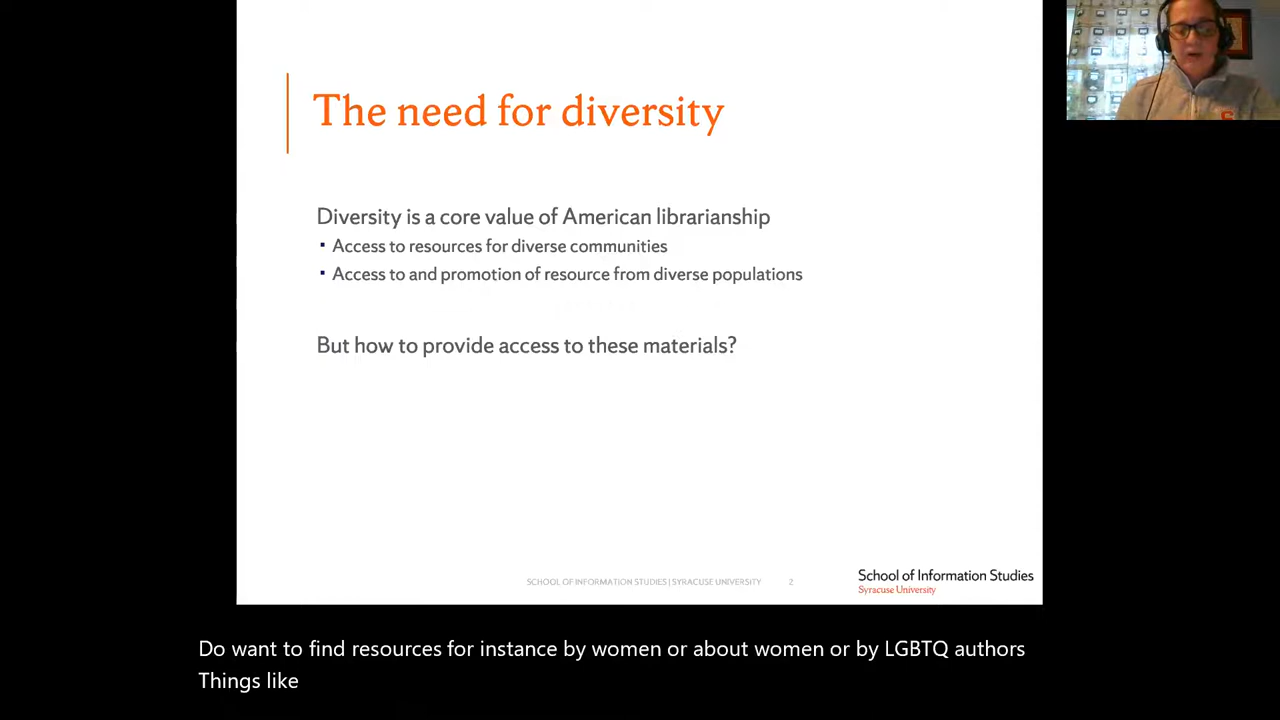 The need for diversity
Diversity is a core value of American librarianship
▪ Access to resources for diverse communities
▪ Access to and promotion of resource from diverse populations
But how to provide access to these materials?
SCHOOL OF INFORMATION STUDIES | SYRACUSE UNIVERSITY 2
School of Information Studies
Syracuse University
S
Do want to find resources for instance by women or about women or by LGBTQ authors
Things like